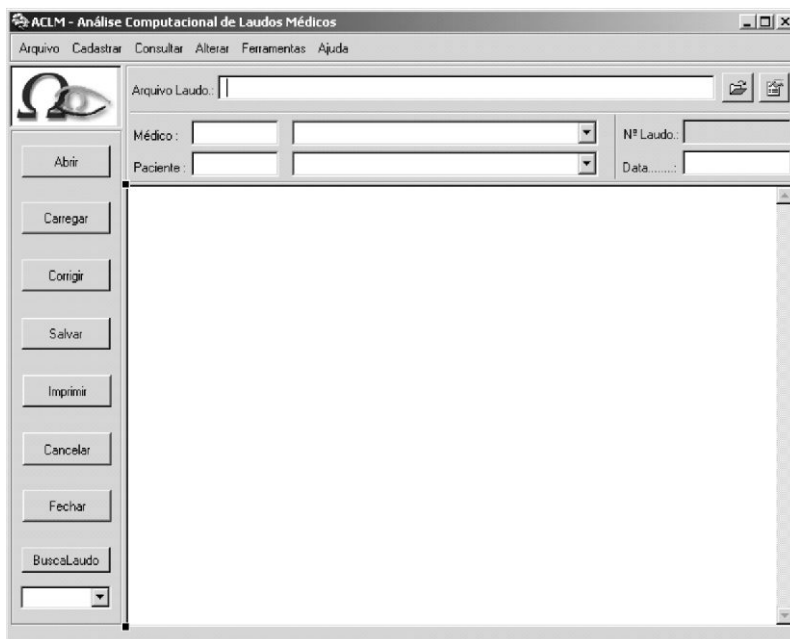 ACLM - Análise Computacional de Laudos Médicos
Arquivo Cadastrar Consultar Alterar Ferramentas Ajuda
Arquivo Laudo.:
Médico :
Nª Laudo.:
Paciente :
Data........:
Abrir
Carregar
Corrigir
Salvar
Imprimir
Cancelar
Fechar
BuscaLaudo